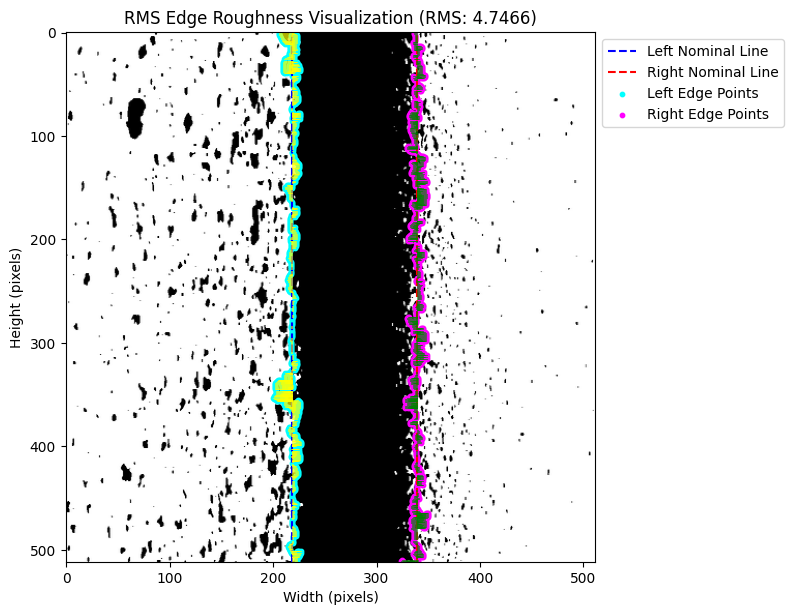 RMS Edge Roughness Visualization (RMS: 4.7466)
Left Nominal Line
Right Nominal Line
Left Edge Points
Right Edge Points
Height (pixels)
0
100
200
300
400
500
0
100
200
300
400
500
Width (pixels)